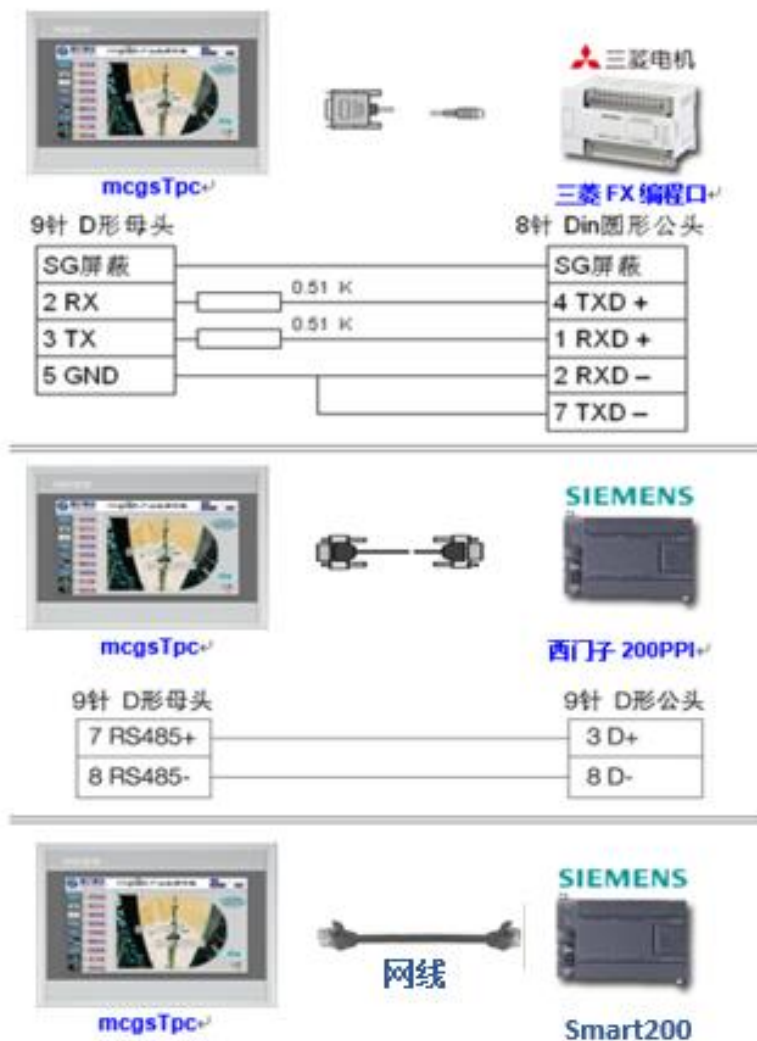 三菱电机
mcgsTpc
三菱 FX 编程口
9针 D形母头
8针 Din圆形公头
SG屏蔽
SG屏蔽
2 RX
0.51 K
4 TXD +
3 TX
0.51 K
1 RXD +
5 GND
2 RXD –
7 TXD –
SIEMENS
mcgsTpc
西门子 200PPI
9针 D形母头
9针 D形公头
7 RS485+
3 D+
8 RS485-
8 D-
SIEMENS
网线
mcgsTpc
Smart200